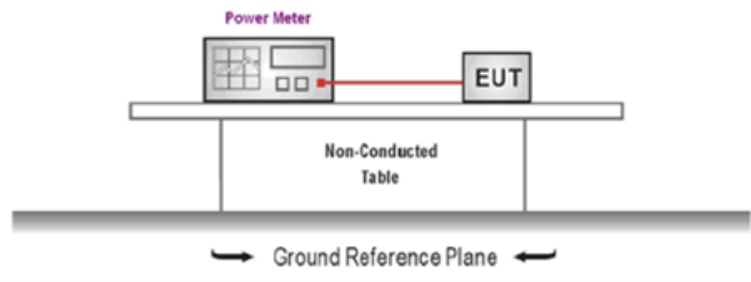 Power Meter
EUT
Non-Conducted
Table
Ground Reference Plane